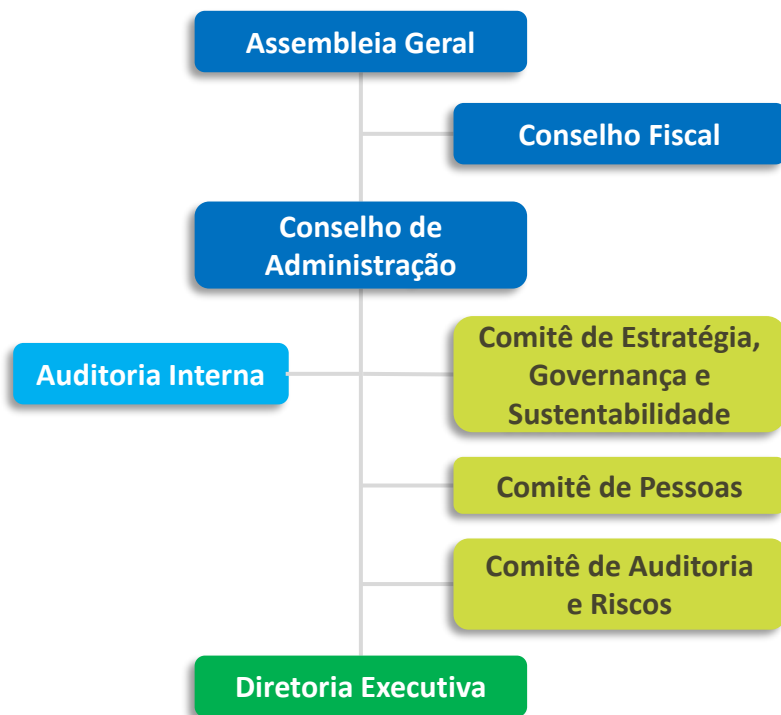 Assembleia Geral
Conselho Fiscal
Conselho de
Administração
Auditoria Interna
Comitê de Estratégia,
Governança e
Sustentabilidade
Comitê de Pessoas
Comitê de Auditoria
e Riscos
Diretoria Executiva